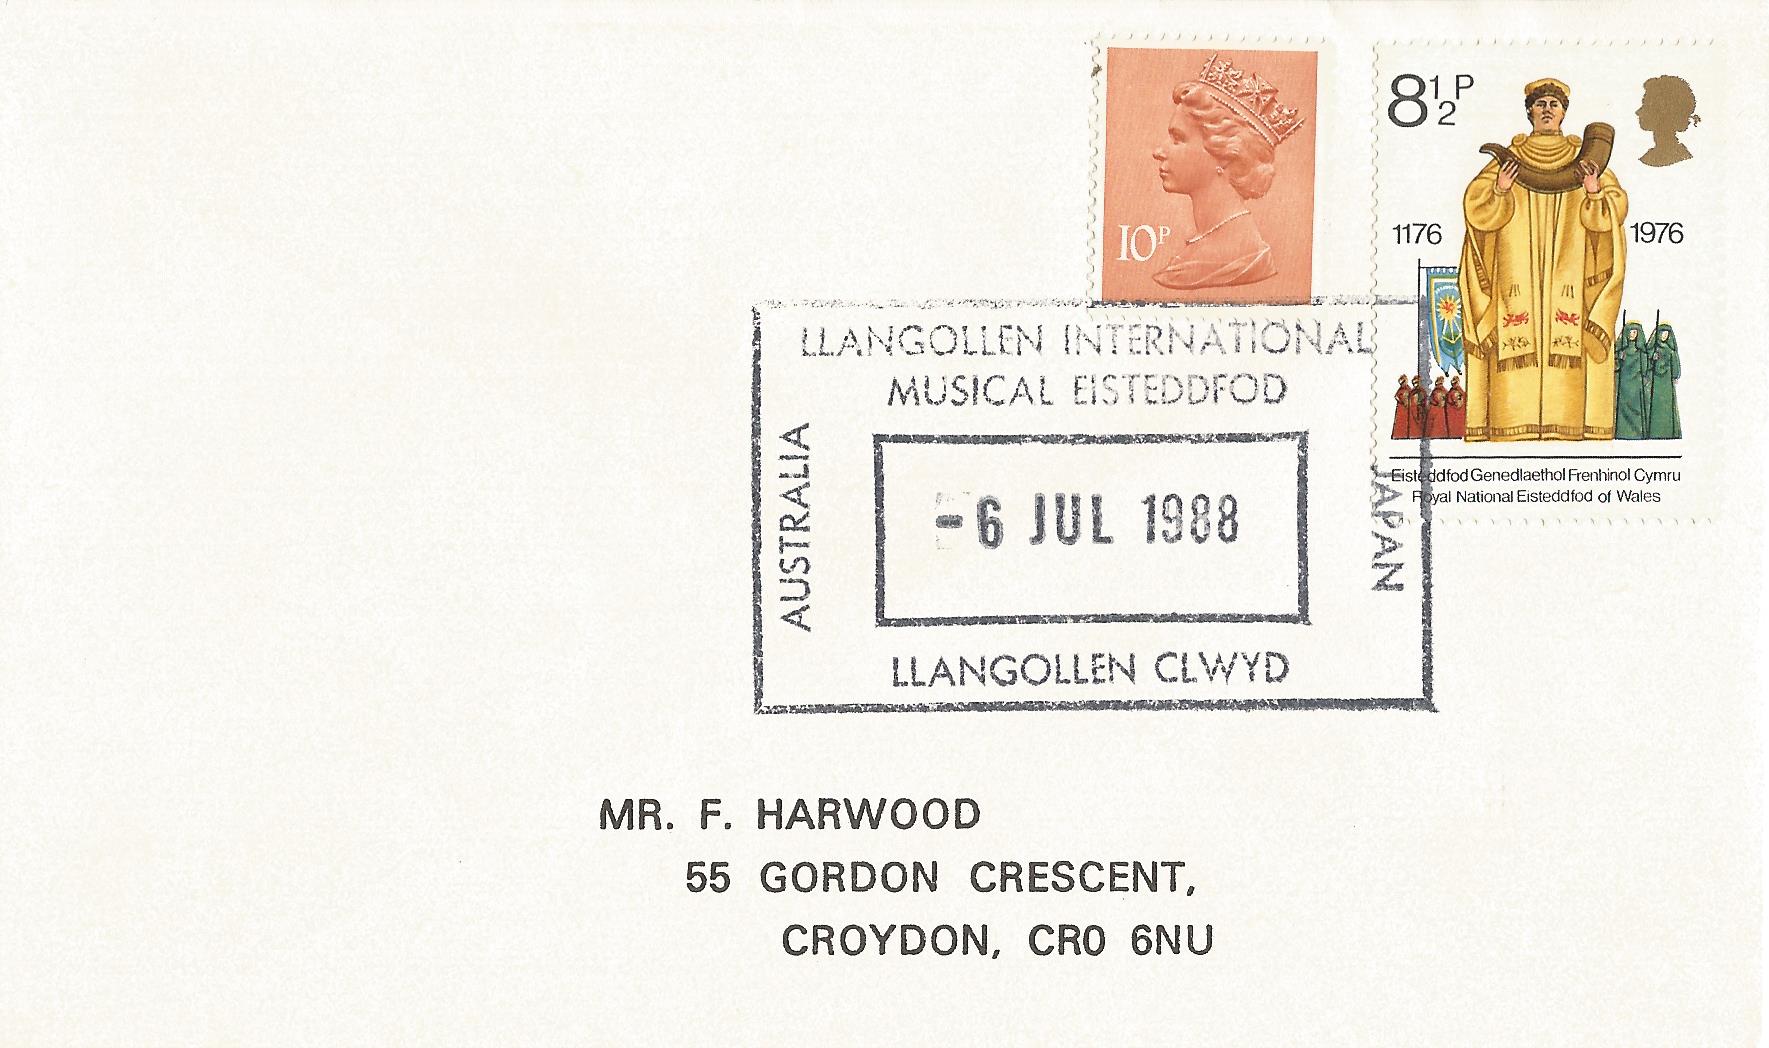 10P
8½P
1176 1976
Eisteddfod Genedlaethol Frenhinol Cymru
Royal National Eisteddfod of Wales
LLANGOLLEN INTERNATIONAL
MUSICAL EISTEDDFOD
AUSTRALIA
-6 JUL 1988
JAPAN
LLANGOLLEN CLWYD
MR. F. HARWOOD
55 GORDON CRESCENT,
CROYDON, CR0 6NU